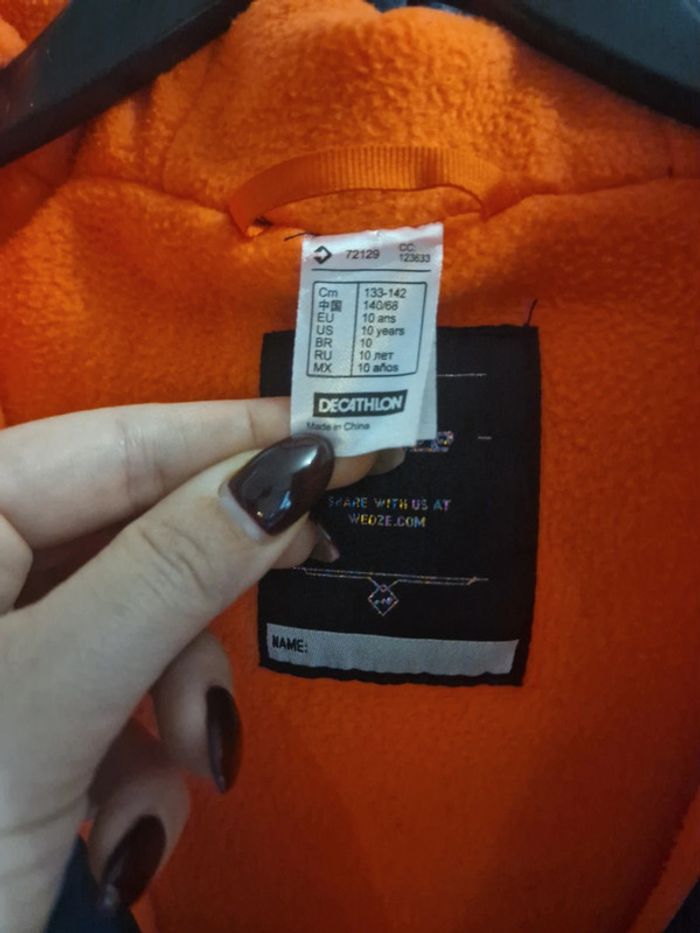 72129 CC: 123633
Cm 133-142
中国 140/68
EU 10 ans
US 10 years
BR 10
RU 10 лет
MX 10 años
DECATHLON
Made in China
SHARE WITH US AT
WEDZE.COM
NAME: